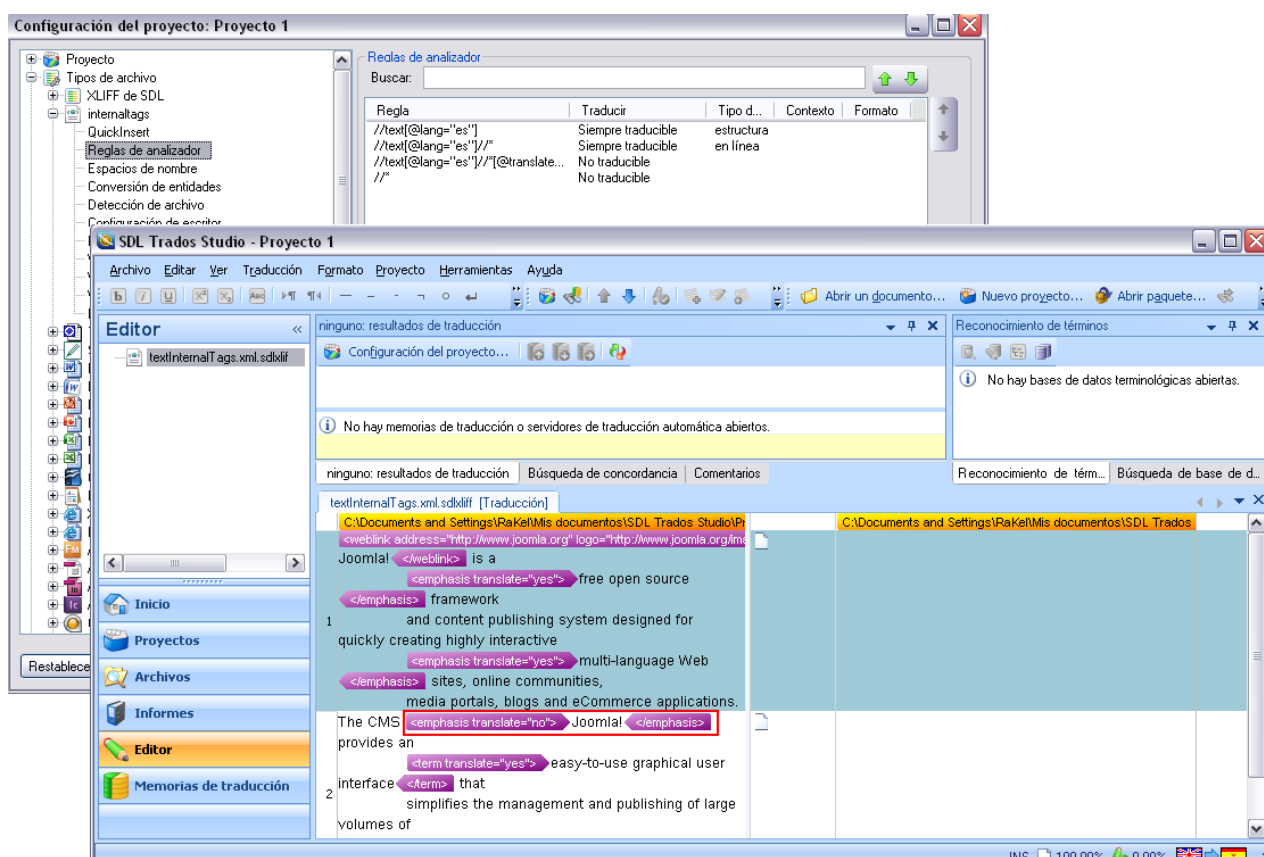 Configuración del proyecto: Proyecto 1
Proyecto
Tipos de archivo
XLIFF de SDL
internaltags
QuickInsert
Reglas de analizador
Espacios de nombre
Conversión de entidades
Detección de archivo
Configuración de escritor
Restablece
Reglas de analizador
Buscar:
Regla Traducir Tipo d... Contexto Formato
//text[@lang="es"] Siempre traducible estructura
//text[@lang="es"]//* Siempre traducible en línea
//text[@lang="es"]//*[@translate... No traducible
//* No traducible
SDL Trados Studio - Proyecto 1
Archivo Editar Ver Traducción Formato Proyecto Herramientas Ayuda
Abrir un documento... Nuevo proyecto... Abrir paquete...
Editor
textInternalTags.xml.sdlxlif
Inicio
Proyectos
Archivos
Informes
Editor
Memorias de traducción
ninguno: resultados de traducción
Configuración del proyecto...
No hay memorias de traducción o servidores de traducción automática abiertos.
ninguno: resultados de traducción Búsqueda de concordancia Comentarios
Reconocimiento de términos
No hay bases de datos terminológicas abiertas.
Reconocimiento de térm... Búsqueda de base de d...
textInternalTags.xml.sdlxliff [Traducción]
C:\Documents and Settings\RaKel\Mis documentos\SDL Trados Studio\Pr
C:\Documents and Settings\RaKel\Mis documentos\SDL Trados
<weblink address="http://www.joomla.org" logo="http://www.joomla.org/ima
Joomla! </weblink> is a
<emphasis translate="yes"> free open source
</emphasis> framework
1
and content publishing system designed for
quickly creating highly interactive
<emphasis translate="yes"> multi-language Web
</emphasis> sites, online communities,
media portals, blogs and eCommerce applications.
The CMS <emphasis translate="no"> Joomla! </emphasis>
provides an
<term translate="yes"> easy-to-use graphical user
interface </term> that
2
simplifies the management and publishing of large
volumes of
INS 100,00% 0,00%